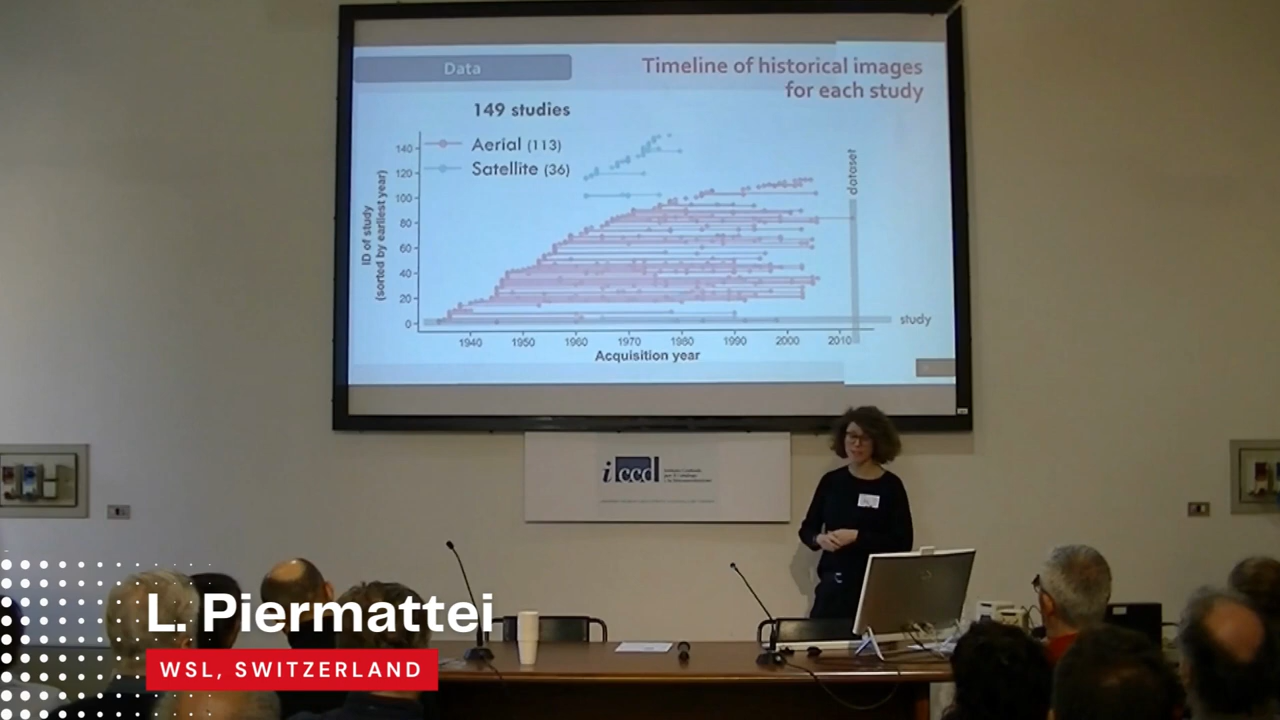 Data
Timeline of historical images
for each study
149 studies
Aerial (113)
Satellite (36)
140
120
100
80
60
40
20
0
ID of study
(sorted by earliest year)
dataset
study
1940 1950 1960 1970 1980 1990 2000 2010
Acquisition year
iccd
L. Piermattei
WSL, SWITZERLAND